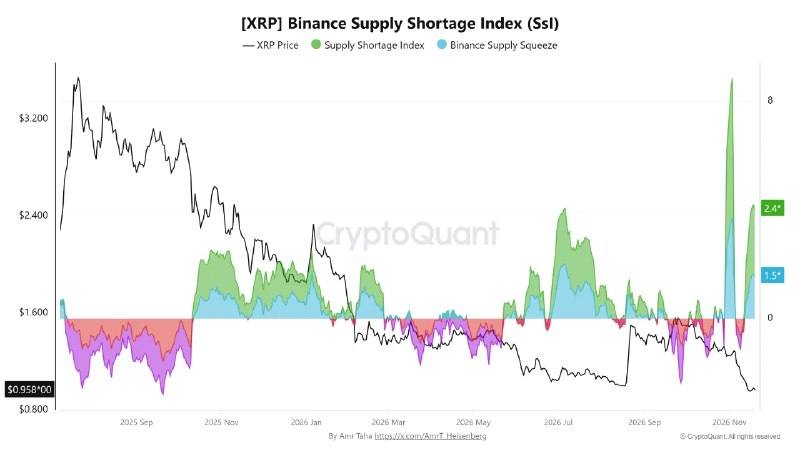 [XRP] Binance Supply Shortage Index (SsI)
XRP Price Supply Shortage Index Binance Supply Squeeze
$3.200
$2.400
$1.600
$0.958*00
$0.800
8
2.4*
1.5*
0
CryptoQuant
2025 Sep 2025 Nov 2026 Jan 2026 Mar 2026 May 2026 Jul 2026 Sep 2026 Nov
By Amr Taha https://x.com/AmrT_Heisenberg
© CryptoQuant. All rights reserved